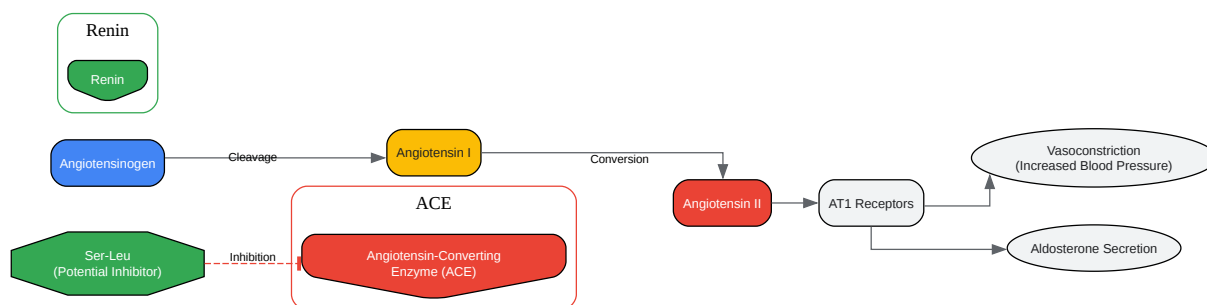 Renin
Renin
Angiotensinogen
Cleavage
Angiotensin I
Conversion
Angiotensin II
AT1 Receptors
Vasoconstriction
(Increased Blood Pressure)
Aldosterone Secretion
Ser-Leu
(Potential Inhibitor)
Inhibition
ACE
Angiotensin-Converting
Enzyme (ACE)